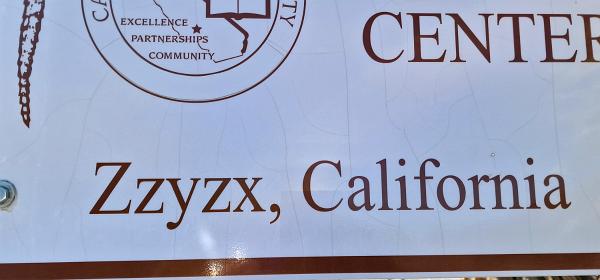 EXCELLENCE
PARTNERSHIPS
COMMUNITY
CENTER
Zzyzx, California